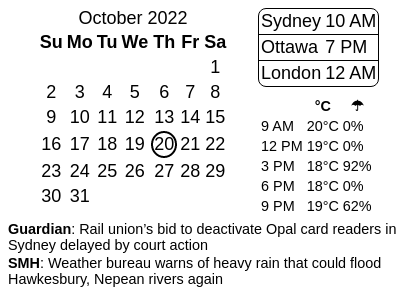 October 2022
Su Mo Tu We Th Fr Sa
1
2 3 4 5 6 7 8
9 10 11 12 13 14 15
16 17 18 19 20 21 22
23 24 25 26 27 28 29
30 31
Sydney 10 AM
Ottawa 7 PM
London 12 AM
°C ☂
9 AM 20°C 0%
12 PM 19°C 0%
3 PM 18°C 92%
6 PM 18°C 0%
9 PM 19°C 62%
Guardian: Rail union’s bid to deactivate Opal card readers in
Sydney delayed by court action
SMH: Weather bureau warns of heavy rain that could flood
Hawkesbury, Nepean rivers again